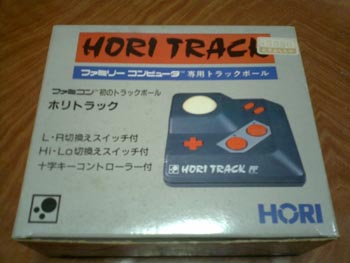 HORI TRACK
ファミリー コンピュータ™ 専用トラックボール
ファミコン™ 初のトラックボール
ホリトラック
L・R切換えスイッチ付
Hi・Lo切換えスイッチ付
十字キーコントローラー付
HORI TRACK
HORI